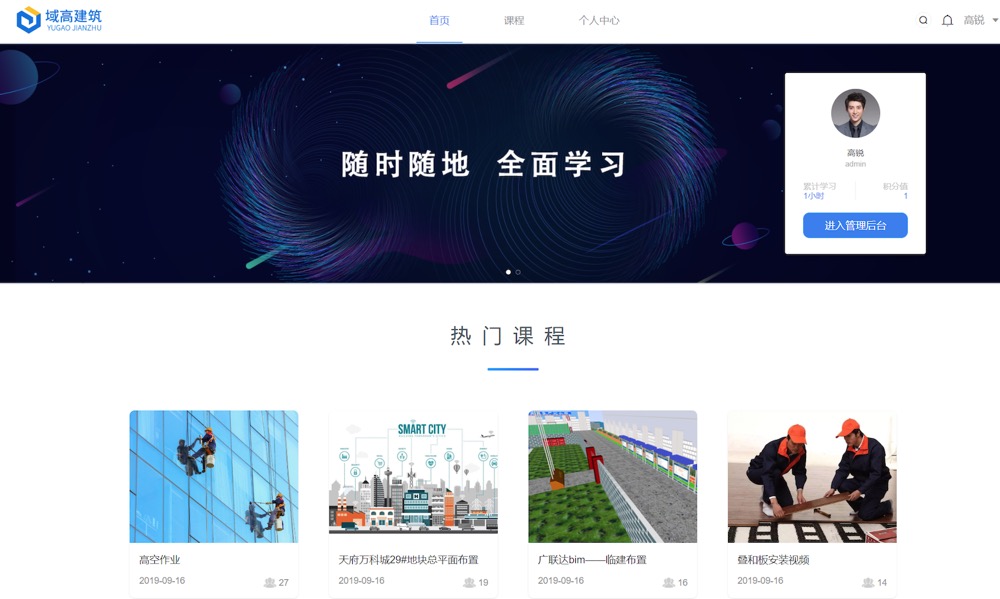 域高建筑
YUGAO JIANZHU
首页 课程 个人中心 高锐
随时随地 全面学习
高锐
admin
累计学习 积分值
1小时 1
进入管理后台
热门课程
SMART CITY
高空作业
2019-09-16 27
天府万科城29#地块总平面布置
2019-09-16 19
广联达bim——临建布置
2019-09-16 16
叠和板安装视频
2019-09-16 14